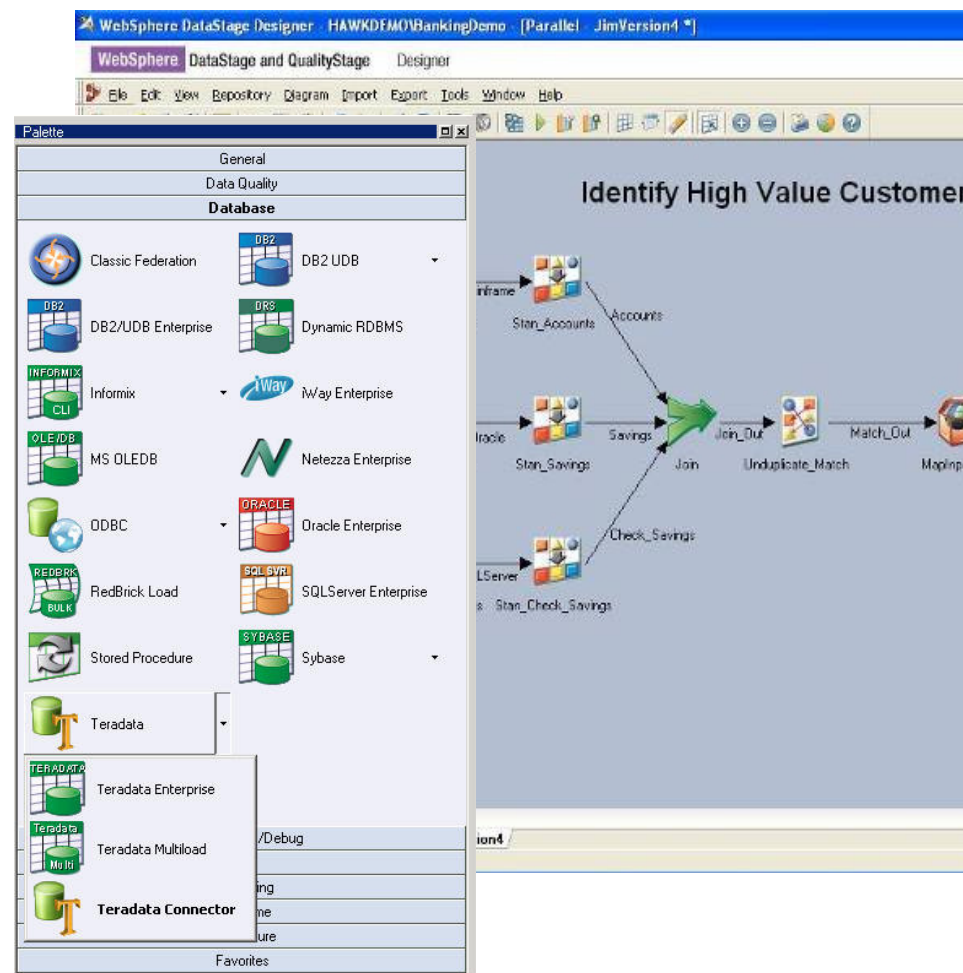 WebSphere DataStage Designer - HAWKDEMO\BankingDemo - [Parallel - JimVersion4 *]
WebSphere DataStage and QualityStage Designer
File Edit View Repository Diagram Import Export Tools Window Help
Palette
General
Data Quality
Database
Identify High Value Customer
Classic Federation
DB2
DB2 UDB
DB2
DB2/UDB Enterprise
DRS
Dynamic RDBMS
INFORMIX
CLI
Informix
iWay
iWay Enterprise
OLE/DB
MS OLEDB
Netezza Enterprise
ODBC
ORACLE
Oracle Enterprise
REDBRK
BULK
RedBrick Load
SQL SVR
SQLServer Enterprise
Stored Procedure
SYBASE
Sybase
Teradata
TERADATA
Teradata Enterprise
Teradata
Multi
Teradata Multiload
Teradata Connector
/Debug
ing
me
ure
Favorites
inframe
Stan_Accounts
Accounts
racle
Stan_Savings
Savings
Join
Join_Out
Unduplicate_Match
Match_Out
MapInp
Check_Savings
LServer
s Stan_Check_Savings
ion4